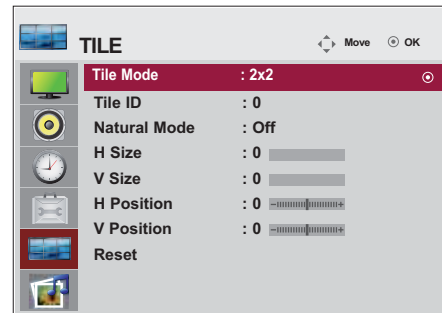 TILE Move OK
Tile Mode : 2x2
Tile ID : 0
Natural Mode : Off
H Size : 0
V Size : 0
H Position : 0 - +
V Position : 0 - +
Reset